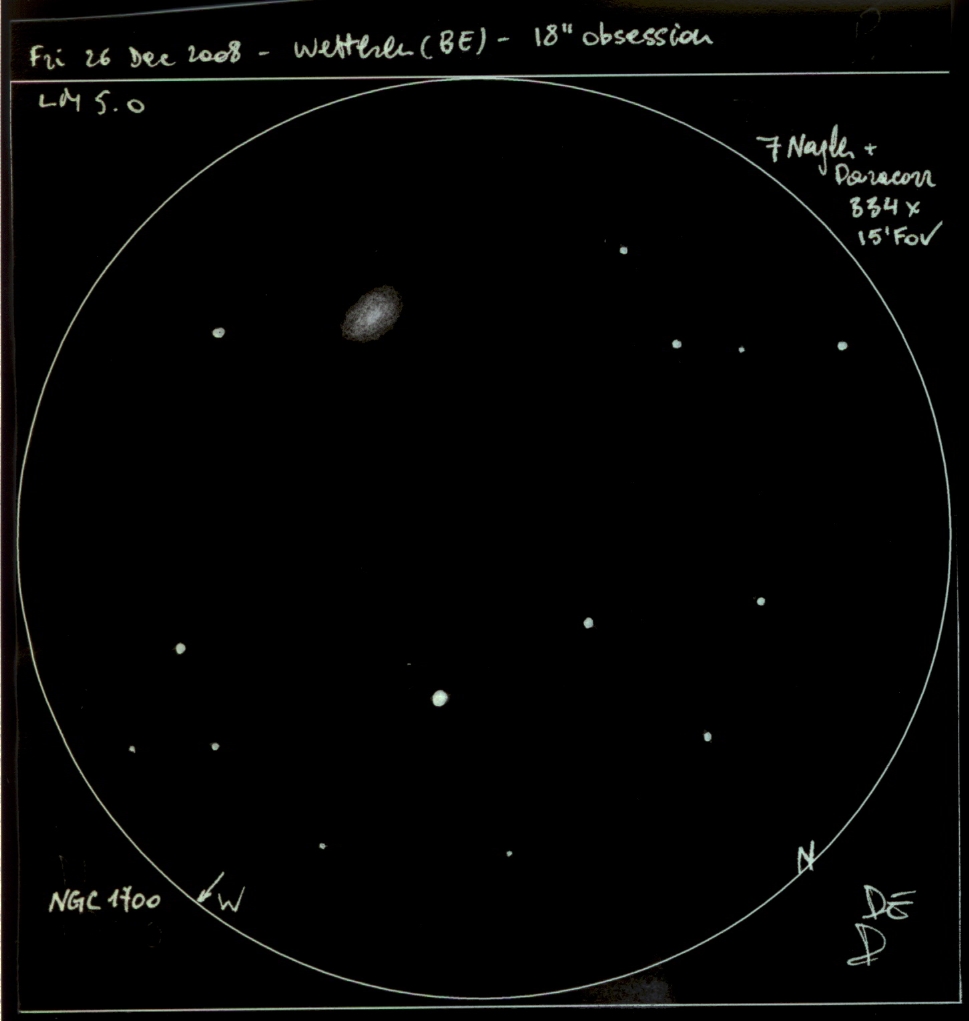 Fri 26 Dec 2008 - Wetteren (BE) - 18" obsession
LM 5.0
7 Nagler +
Paracorr
334x
15' FOV
N
NGC 1700
W
DE
D